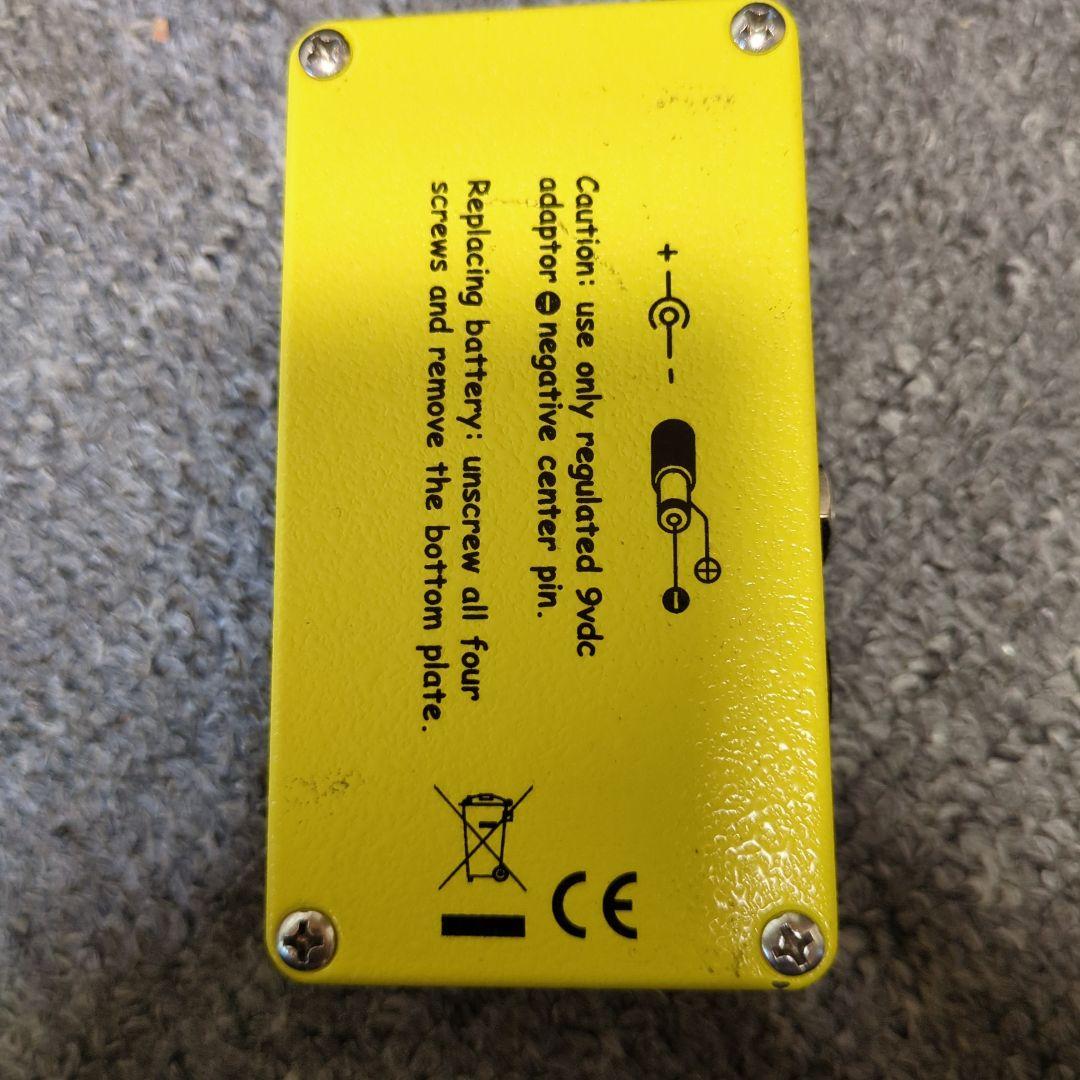 + -
+
-
Caution: use only regulated 9vdc
adaptor - negative center pin.
Replacing battery: unscrew all four
screws and remove the bottom plate.
CE